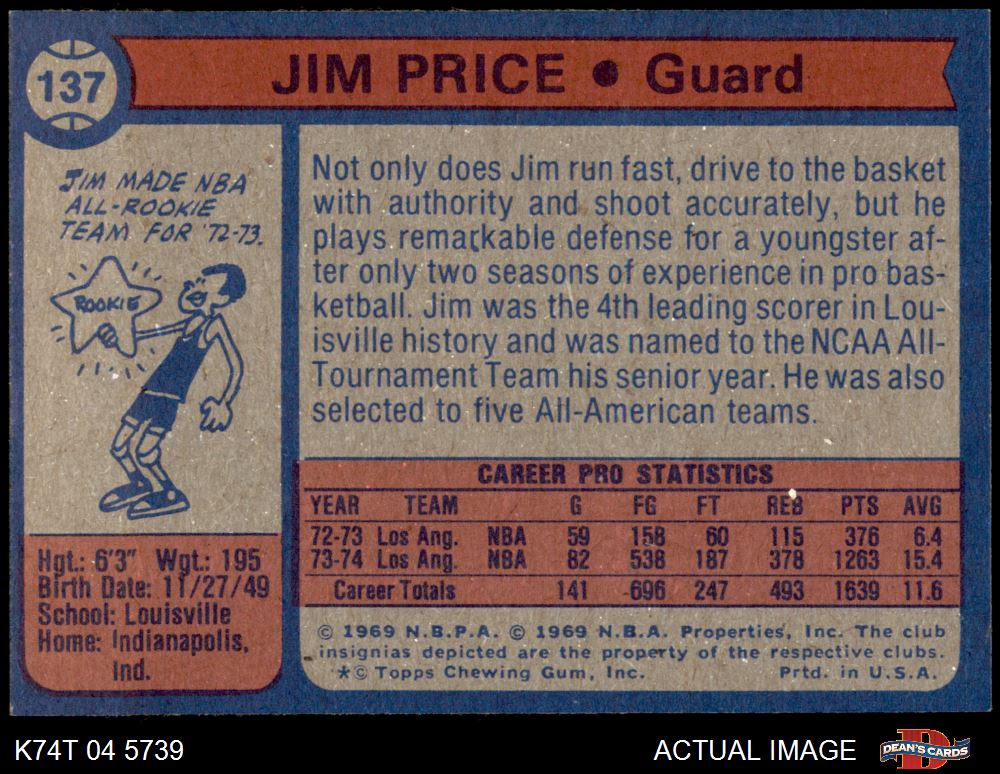 137
JIM PRICE • Guard
JIM MADE NBA
ALL-ROOKIE
TEAM FOR '72-73.
ROOKIE
Hgt.: 6'3" Wgt.: 195
Birth Date: 11/27/49
School: Louisville
Home: Indianapolis,
Ind.
Not only does Jim run fast, drive to the basket
with authority and shoot accurately, but he
plays remarkable defense for a youngster af-
ter only two seasons of experience in pro bas-
ketball. Jim was the 4th leading scorer in Lou-
isville history and was named to the NCAA All-
Tournament Team his senior year. He was also
selected to five All-American teams.
CAREER PRO STATISTICS
YEAR TEAM G FG FT REB PTS AVG
72-73 Los Ang. NBA 59 158 60 115 376 6.4
73-74 Los Ang. NBA 82 538 187 378 1263 15.4
Career Totals 141 696 247 493 1639 11.6
© 1969 N.B.P.A. © 1969 N.B.A. Properties, Inc. The club
insignias depicted are the property of the respective clubs.
*© Topps Chewing Gum, Inc. Prtd. in U.S.A.
K74T 04 5739 ACTUAL IMAGE DEAN'S CARDS